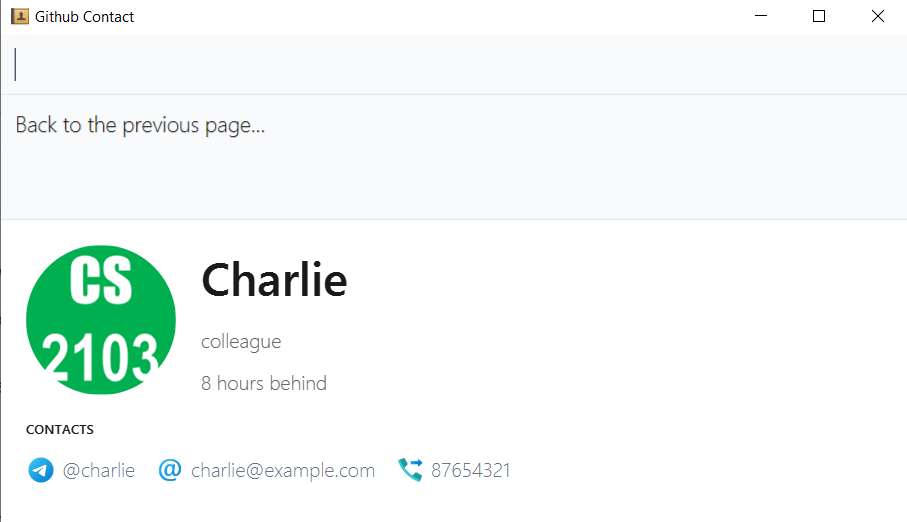 Github Contact
Back to the previous page...
CS
2103
Charlie
colleague
8 hours behind
CONTACTS
@charlie charlie@example.com 87654321